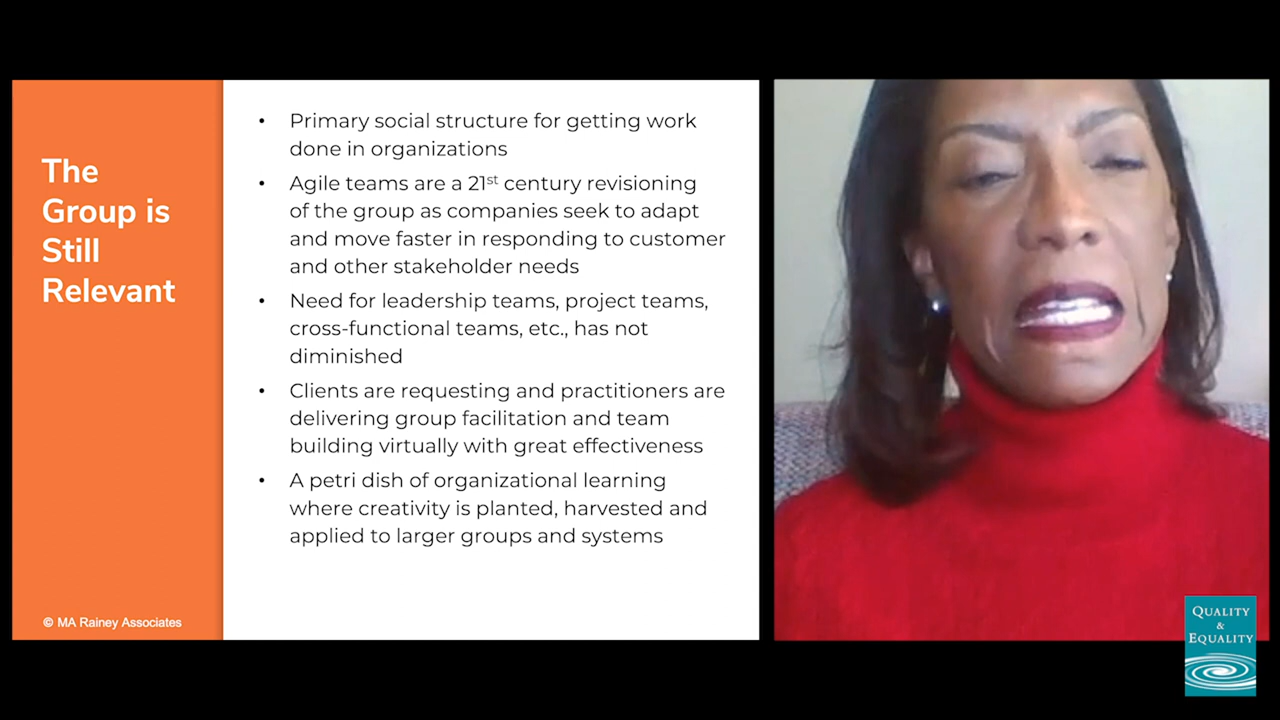 The
Group is
Still
Relevant
© MA Rainey Associates
• Primary social structure for getting work
done in organizations
• Agile teams are a 21st century revisioning
of the group as companies seek to adapt
and move faster in responding to customer
and other stakeholder needs
• Need for leadership teams, project teams,
cross-functional teams, etc., has not
diminished
• Clients are requesting and practitioners are
delivering group facilitation and team
building virtually with great effectiveness
• A petri dish of organizational learning
where creativity is planted, harvested and
applied to larger groups and systems
QUALITY
&
EQUALITY